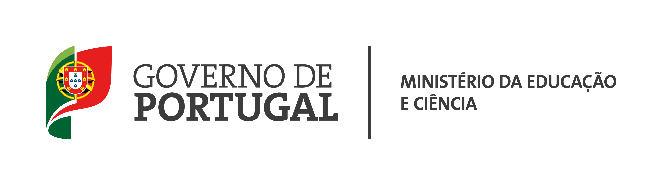 GOVERNO DE
PORTUGAL
MINISTÉRIO DA EDUCAÇÃO
E CIÊNCIA